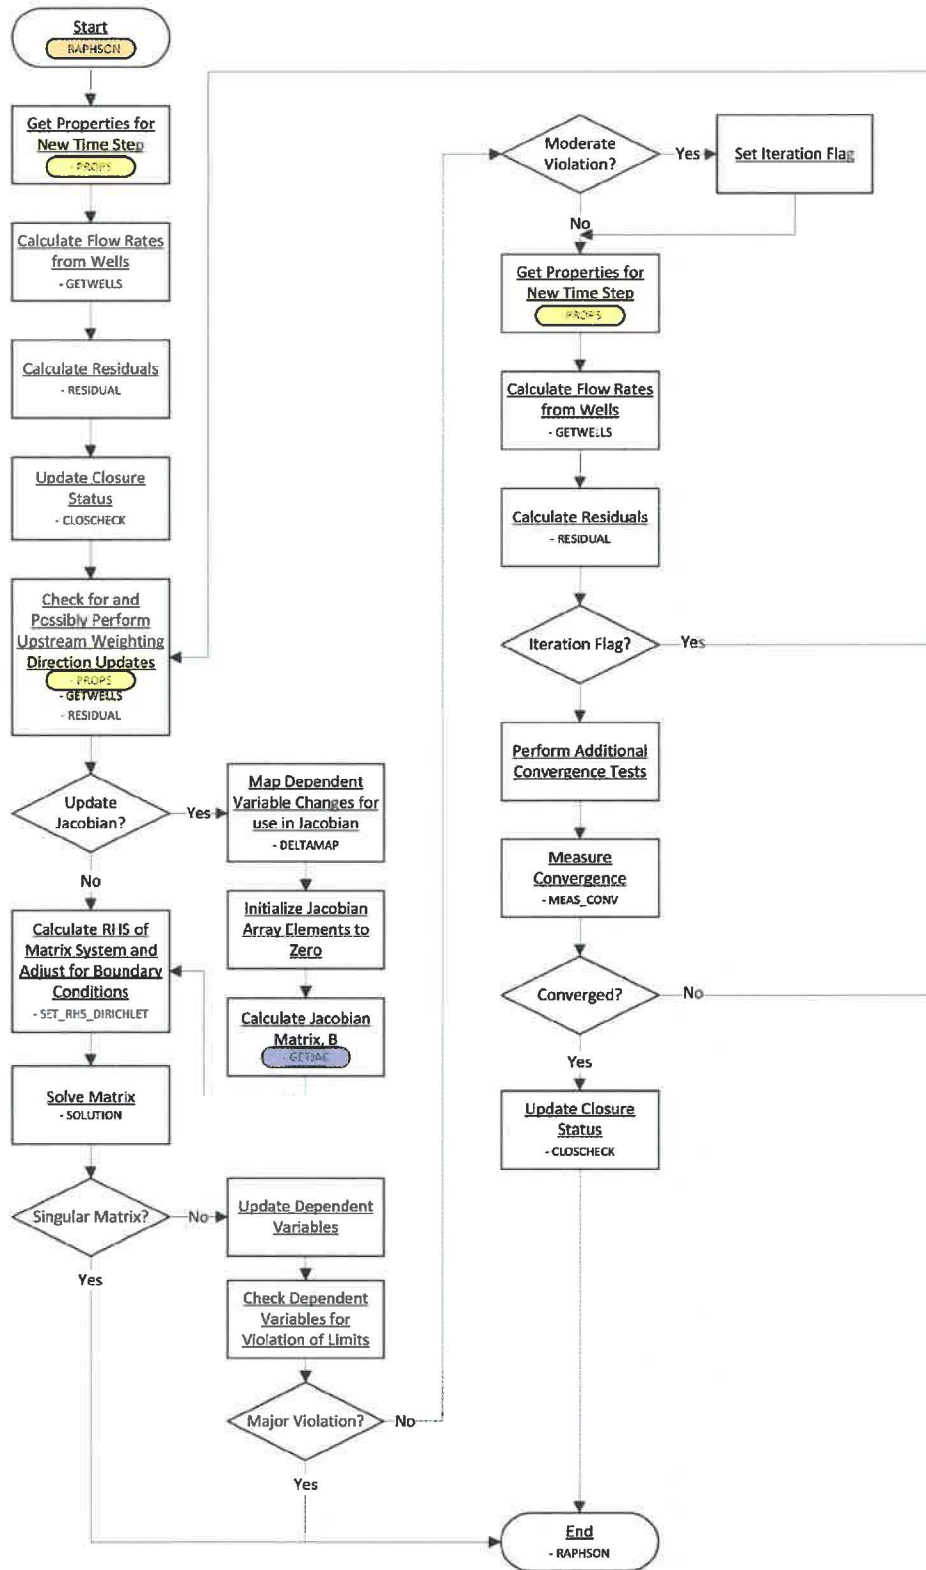 Start
- RAPHSON
Get Properties for
New Time Step
- PROPS
Calculate Flow Rates
from Wells
- GETWELLS
Calculate Residuals
- RESIDUAL
Update Closure
Status
- CLOSCHECK
Check for and
Possibly Perform
Upstream Weighting
Direction Updates
- PROPS
- GETWELLS
- RESIDUAL
Update
Jacobian?
Yes
Map Dependent
Variable Changes for
use in Jacobian
- DELTAMAP
Initialize Jacobian
Array Elements to
Zero
Calculate Jacobian
Matrix, B
- GETJAC
No
Calculate RHS of
Matrix System and
Adjust for Boundary
Conditions
- SET_RHS_DIRICHLET
Solve Matrix
- SOLUTION
Singular Matrix?
No
Yes
Update Dependent
Variables
Check Dependent
Variables for
Violation of Limits
Major Violation?
No
Yes
Moderate
Violation?
Yes
Set Iteration Flag
No
Get Properties for
New Time Step
- PROPS
Calculate Flow Rates
from Wells
- GETWELLS
Calculate Residuals
- RESIDUAL
Iteration Flag?
Yes
Perform Additional
Convergence Tests
Measure
Convergence
- MEAS_CONV
Converged?
No
Yes
Update Closure
Status
- CLOSCHECK
End
- RAPHSON